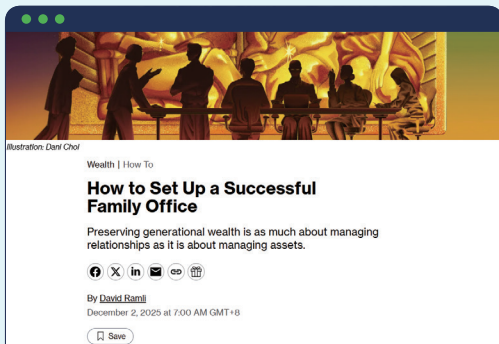 Illustration: Dani Choi
Wealth | How To
How to Set Up a Successful
Family Office
Preserving generational wealth is as much about managing
relationships as it is about managing assets.
By David Ramli
December 2, 2025 at 7:00 AM GMT+8
Save